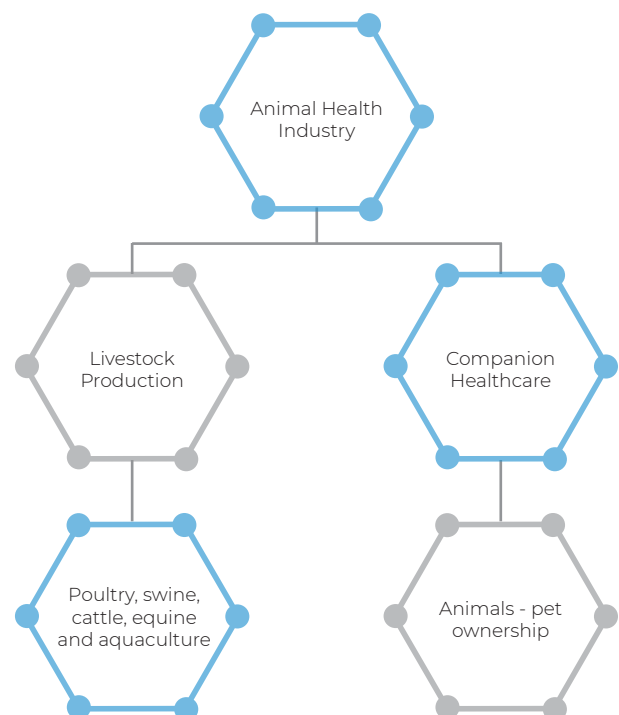 Animal Health
Industry
Livestock
Production
Companion
Healthcare
Poultry, swine,
cattle, equine
and aquaculture
Animals - pet
ownership